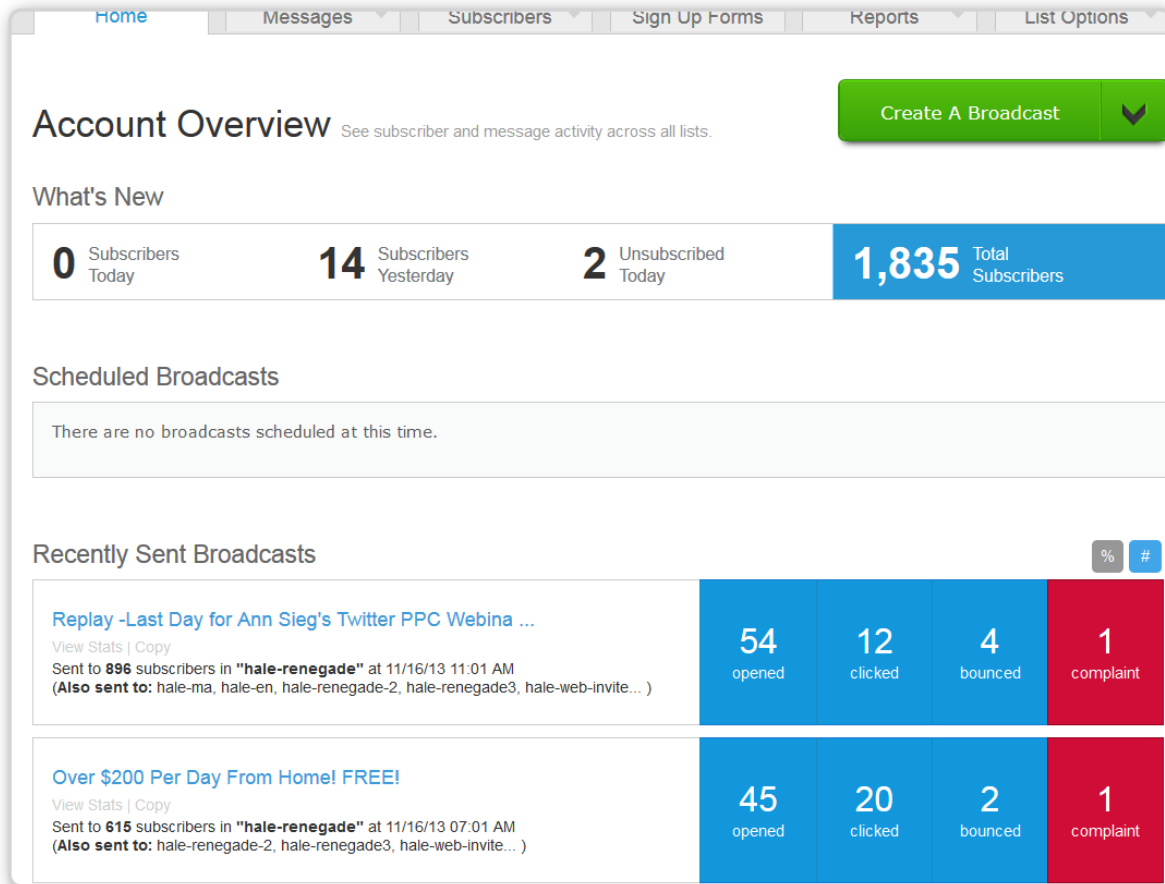 Home Messages Subscribers Sign Up Forms Reports List Options
Account Overview See subscriber and message activity across all lists.
Create A Broadcast
What's New
0 Subscribers Today
14 Subscribers Yesterday
2 Unsubscribed Today
1,835 Total Subscribers
Scheduled Broadcasts
There are no broadcasts scheduled at this time.
Recently Sent Broadcasts
% #
Replay -Last Day for Ann Sieg's Twitter PPC Webina ...
View Stats | Copy
Sent to 896 subscribers in "hale-renegade" at 11/16/13 11:01 AM
(Also sent to: hale-ma, hale-en, hale-renegade-2, hale-renegade3, hale-web-invite... )
54 opened
12 clicked
4 bounced
1 complaint
Over $200 Per Day From Home! FREE!
View Stats | Copy
Sent to 615 subscribers in "hale-renegade" at 11/16/13 07:01 AM
(Also sent to: hale-renegade-2, hale-renegade3, hale-web-invite... )
45 opened
20 clicked
2 bounced
1 complaint